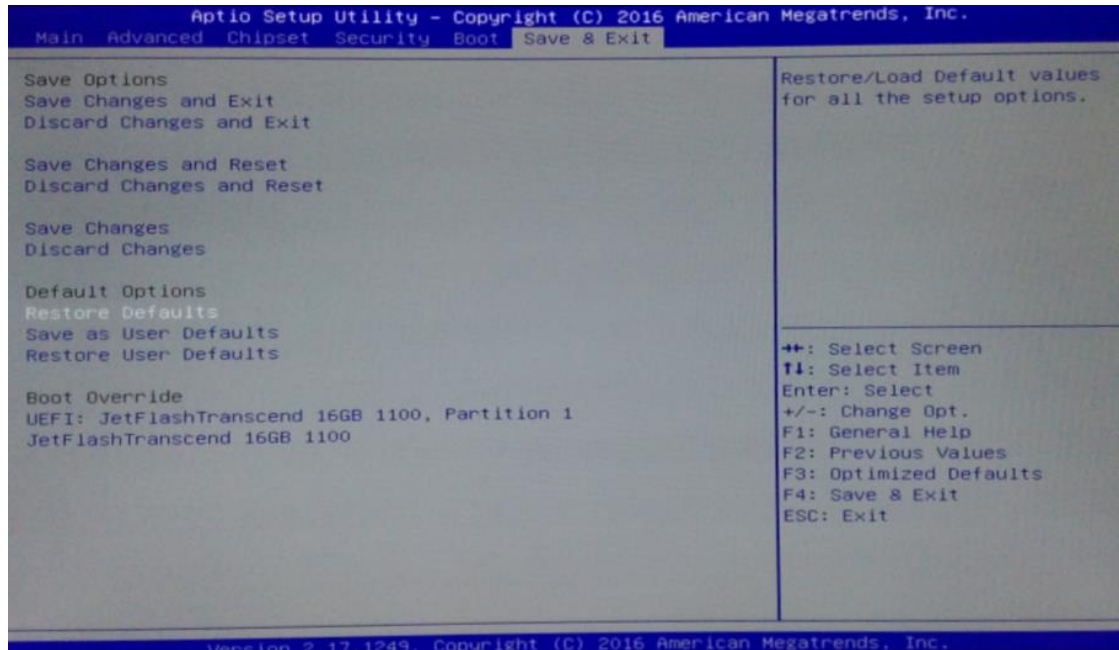 Aptio Setup Utility - Copyright (C) 2016 American Megatrends, Inc.
Main Advanced Chipset Security Boot Save & Exit
Save Options
Save Changes and Exit
Discard Changes and Exit
Save Changes and Reset
Discard Changes and Reset
Save Changes
Discard Changes
Default Options
Restore Defaults
Save as User Defaults
Restore User Defaults
Boot Override
UEFI: JetFlashTranscend 16GB 1100, Partition 1
JetFlashTranscend 16GB 1100
Restore/Load Default values
for all the setup options.
→←: Select Screen
↑↓: Select Item
Enter: Select
+/-: Change Opt.
F1: General Help
F2: Previous Values
F3: Optimized Defaults
F4: Save & Exit
ESC: Exit
Version 2.17.1249. Copyright (C) 2016 American Megatrends, Inc.